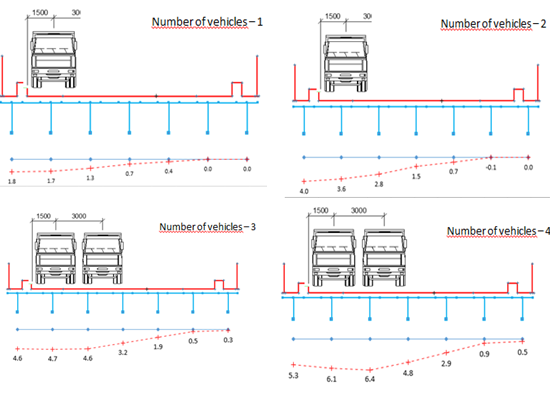 1500 30
Number of vehicles – 1
1.8 1.7 1.3 0.7 0.4 0.0 0.0
1500 30
Number of vehicles – 2
4.0 3.6 2.8 1.5 0.7 -0.1 0.0
1500 3000
Number of vehicles – 3
4.6 4.7 4.6 3.2 1.9 0.5 0.3
1500 3000
Number of vehicles – 4
5.3 6.1 6.4 4.8 2.9 0.9 0.5